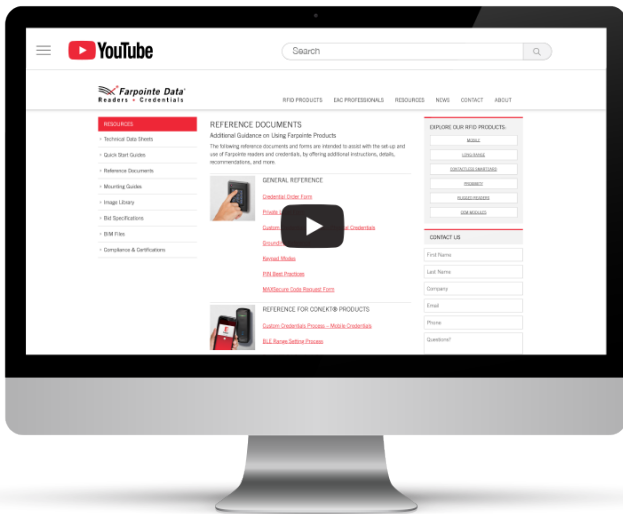 YouTube
Search
Farpointe Data
Readers • Credentials
RFID PRODUCTS EAC PROFESSIONALS RESOURCES NEWS CONTACT ABOUT
RESOURCES
Technical Data Sheets
Quick Start Guides
Reference Documents
Mounting Guides
Image Library
Bid Specifications
BIM Files
Compliance & Certifications
REFERENCE DOCUMENTS
Additional Guidance on Using Farpointe Products
The following reference documents and forms are intended to assist with the set-up and
use of Farpointe readers and credentials, by offering additional instructions, details,
recommendations, and more.
GENERAL REFERENCE
Credential Order Form
Private
Custom Credentials
Keypad Modes
PIN Best Practices
MAXSecure Code Request Form
REFERENCE FOR CONEKT® PRODUCTS
Custom Credentials Process – Mobile Credentials
BLE Range Setting Process
EXPLORE OUR RFID PRODUCTS:
MOBILE
LONG-RANGE
CONTACTLESS SMARTCARD
PROXIMITY
RUGGED READERS
OEM MODULES
CONTACT US
First Name
Last Name
Company
Email
Phone
Questions?